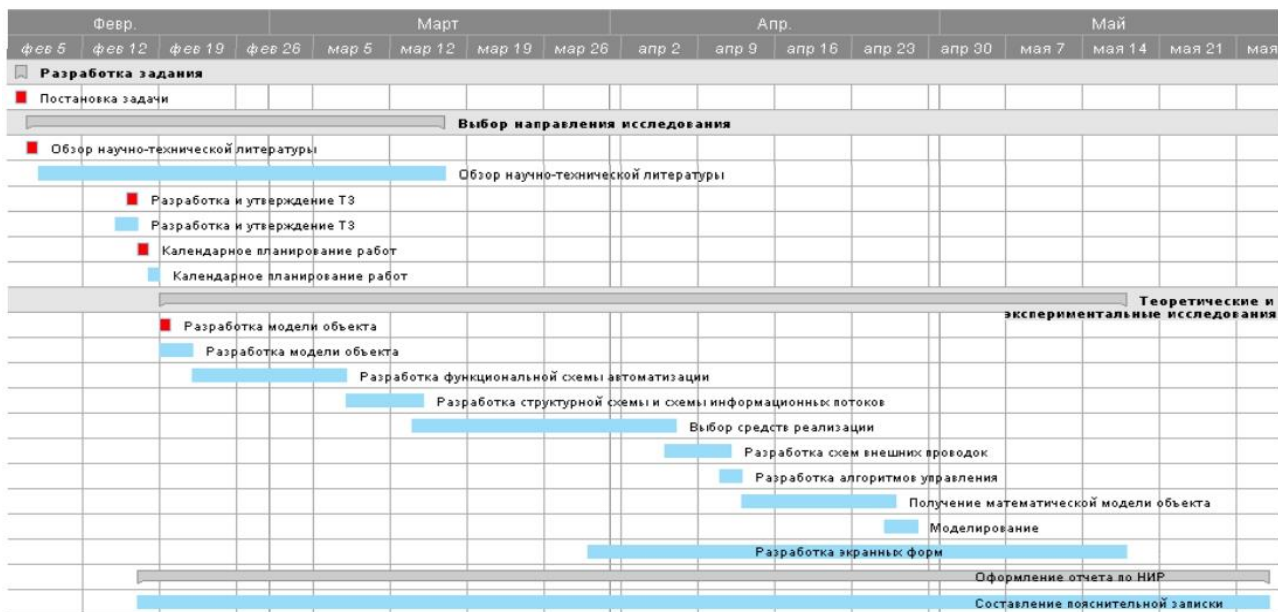 Февр. Март Апр. Май
фев 5 фев 12 фев 19 фев 26 мар 5 мар 12 мар 19 мар 26 апр 2 апр 9 апр 16 апр 23 апр 30 мая 7 мая 14 мая 21 мая
Разработка задания
Постановка задачи
Выбор направления исследования
Обзор научно-технической литературы
Обзор научно-технической литературы
Разработка и утверждение ТЗ
Разработка и утверждение ТЗ
Календарное планирование работ
Календарное планирование работ
Теоретические и
экспериментальные исследования
Разработка модели объекта
Разработка модели объекта
Разработка функциональной схемы автоматизации
Разработка структурной схемы и схемы информационных потоков
Выбор средств реализации
Разработка схем внешних проводок
Разработка алгоритмов управления
Получение математической модели объекта
Моделирование
Разработка экранных форм
Оформление отчета по НИР
Составление пояснительной записки